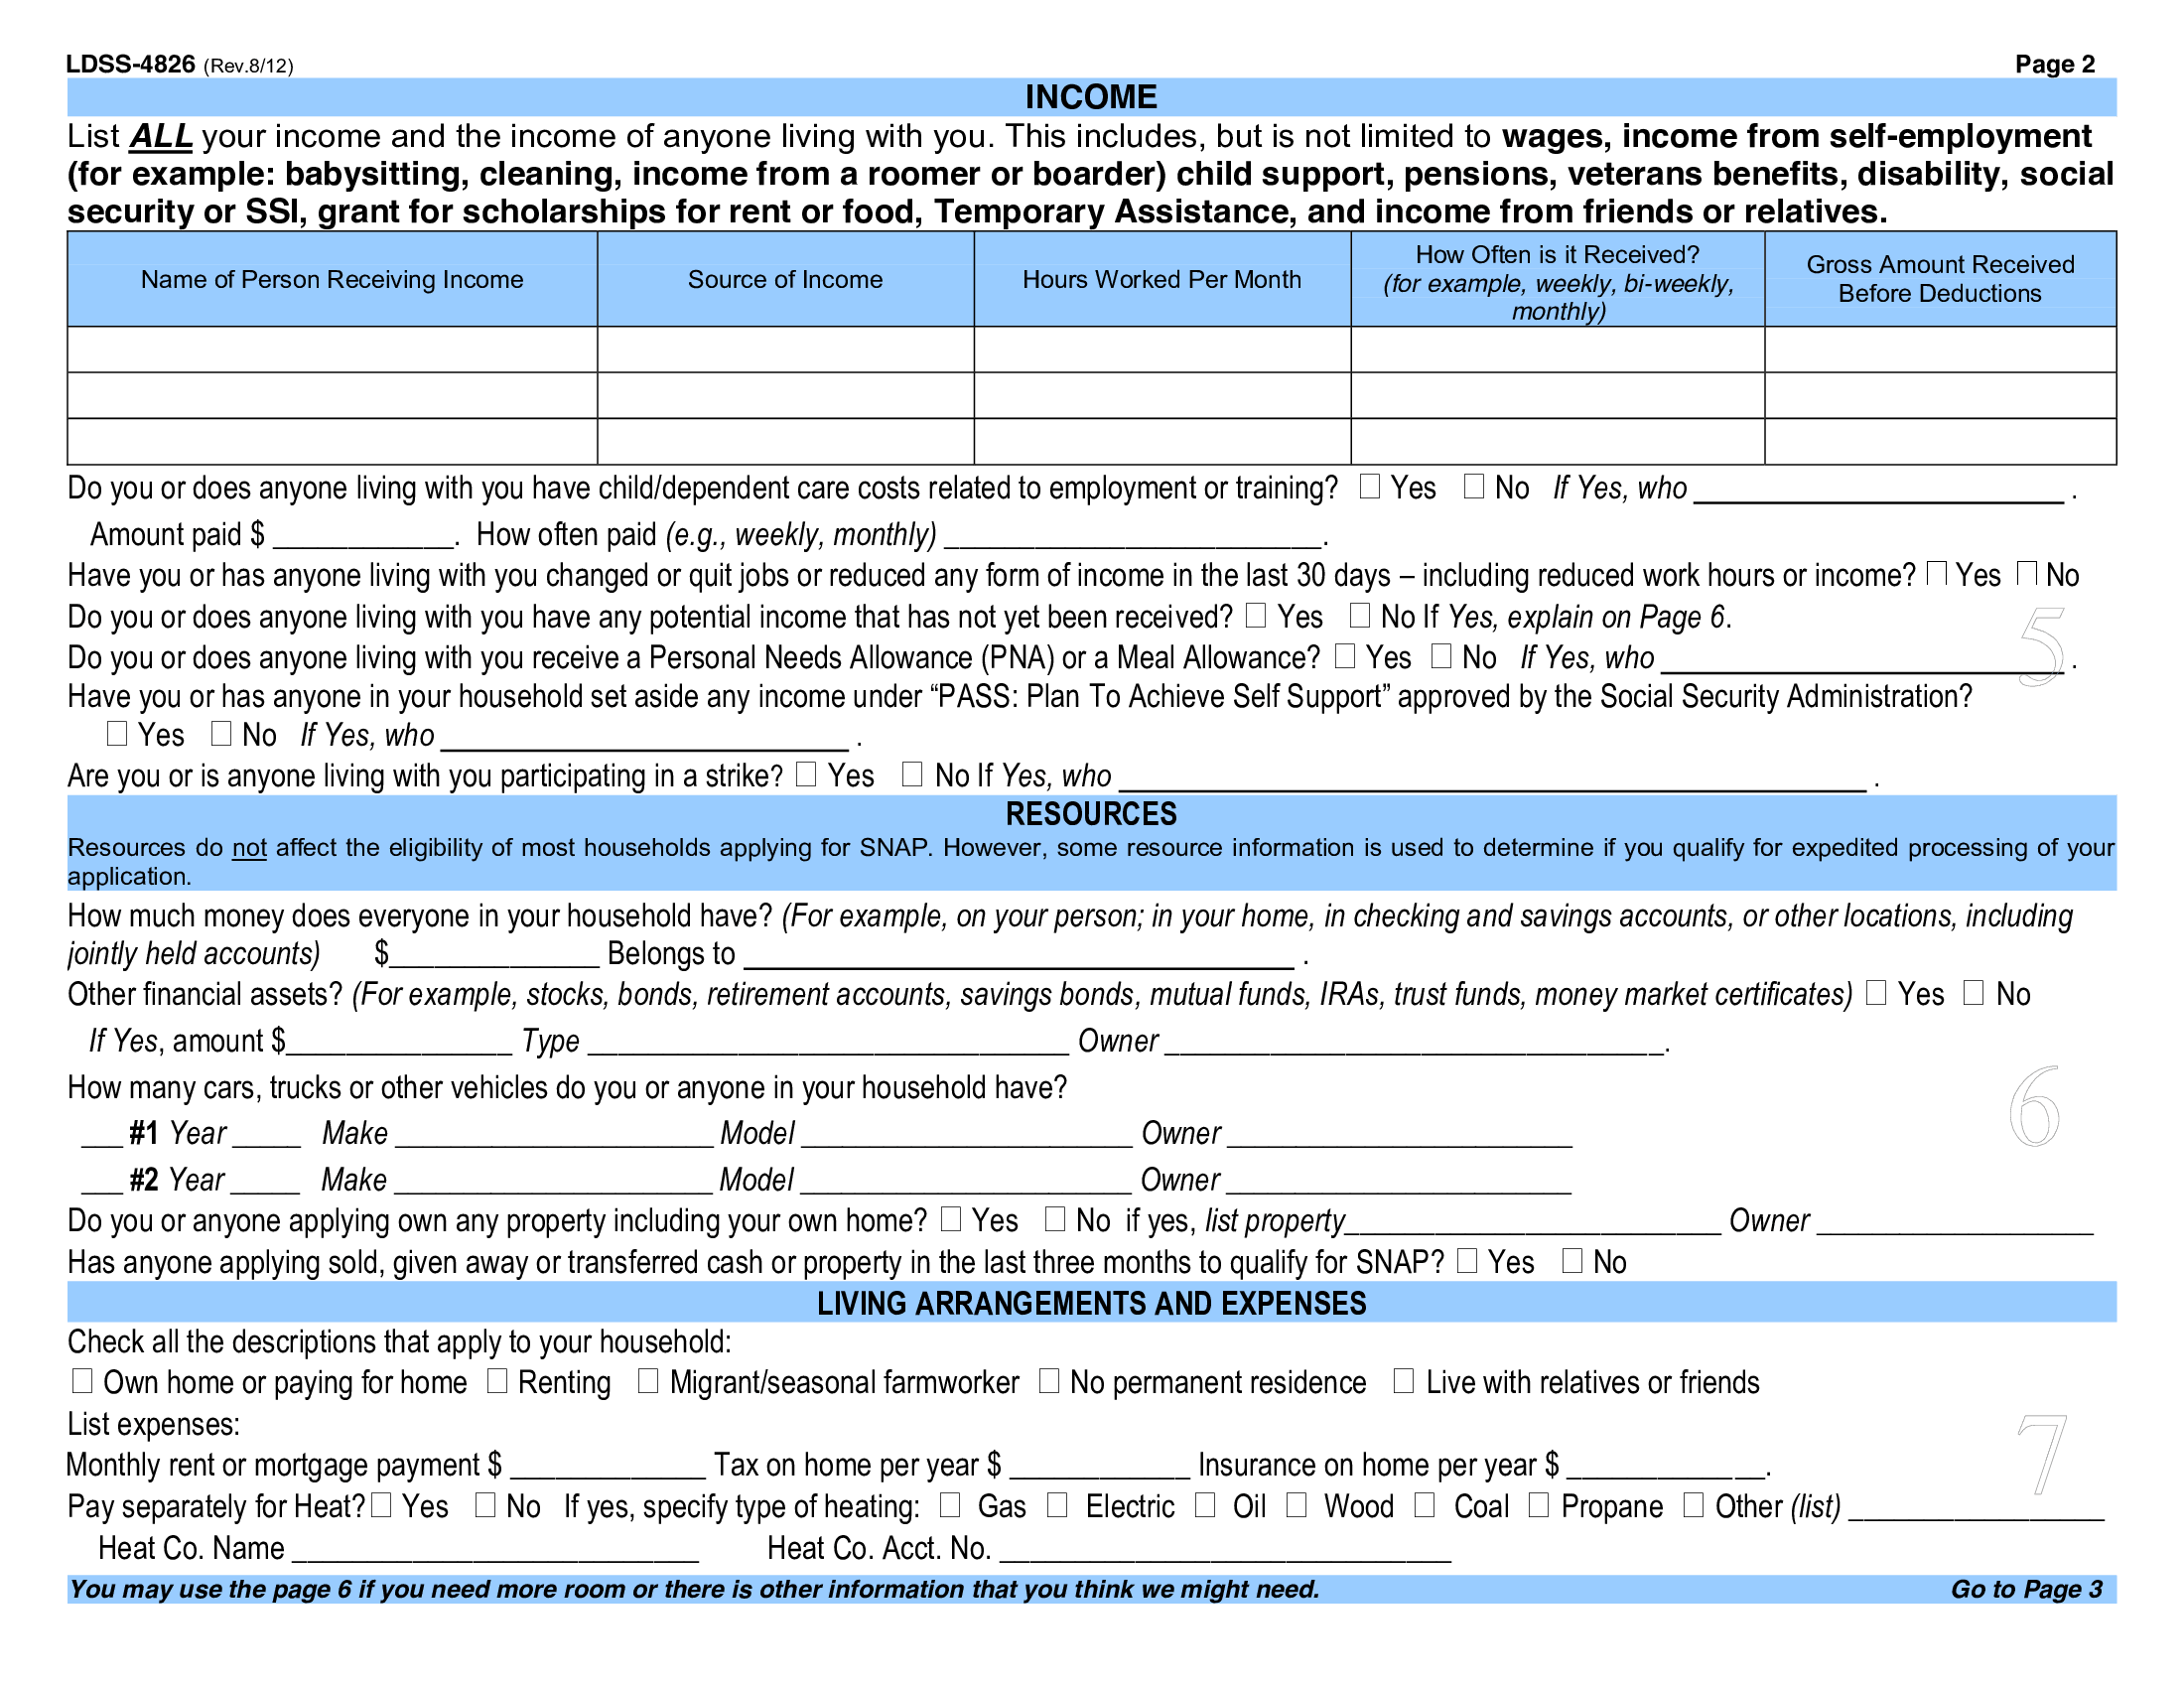 LDSS-4826 (Rev.8/12) Page 2
INCOME
List ALL your income and the income of anyone living with you. This includes, but is not limited to wages, income from self-employment
(for example: babysitting, cleaning, income from a roomer or boarder) child support, pensions, veterans benefits, disability, social
security or SSI, grant for scholarships for rent or food, Temporary Assistance, and income from friends or relatives.
Name of Person Receiving Income Source of Income Hours Worked Per Month How Often is it Received? (for example, weekly, bi-weekly, monthly) Gross Amount Received Before Deductions
Do you or does anyone living with you have child/dependent care costs related to employment or training? ☐ Yes ☐ No If Yes, who ____________________ .
Amount paid $ ____________. How often paid (e.g., weekly, monthly) _________________________.
Have you or has anyone living with you changed or quit jobs or reduced any form of income in the last 30 days – including reduced work hours or income? ☐ Yes ☐ No
Do you or does anyone living with you have any potential income that has not yet been received? ☐ Yes ☐ No If Yes, explain on Page 6.
5
Do you or does anyone living with you receive a Personal Needs Allowance (PNA) or a Meal Allowance? ☐ Yes ☐ No If Yes, who ____________________ .
Have you or has anyone in your household set aside any income under “PASS: Plan To Achieve Self Support” approved by the Social Security Administration?
☐ Yes ☐ No If Yes, who ____________________ .
Are you or is anyone living with you participating in a strike? ☐ Yes ☐ No If Yes, who ____________________ .
RESOURCES
Resources do not affect the eligibility of most households applying for SNAP. However, some resource information is used to determine if you qualify for expedited processing of your
application.
How much money does everyone in your household have? (For example, on your person; in your home, in checking and savings accounts, or other locations, including
jointly held accounts) $______________ Belongs to ____________________ .
Other financial assets? (For example, stocks, bonds, retirement accounts, savings bonds, mutual funds, IRAs, trust funds, money market certificates) ☐ Yes ☐ No
If Yes, amount $_______________ Type ________________________________ Owner _________________________________.
How many cars, trucks or other vehicles do you or anyone in your household have?
6
___ #1 Year _____ Make _______________________ Model ________________________ Owner _________________________
___ #2 Year _____ Make _______________________ Model ________________________ Owner _________________________
Do you or anyone applying own any property including your own home? ☐ Yes ☐ No if yes, list property_________________________ Owner ____________________
Has anyone applying sold, given away or transferred cash or property in the last three months to qualify for SNAP? ☐ Yes ☐ No
LIVING ARRANGEMENTS AND EXPENSES
Check all the descriptions that apply to your household:
☐ Own home or paying for home ☐ Renting ☐ Migrant/seasonal farmworker ☐ No permanent residence ☐ Live with relatives or friends
List expenses:
7
Monthly rent or mortgage payment $ _____________ Tax on home per year $ ____________ Insurance on home per year $ _____________.
Pay separately for Heat? ☐ Yes ☐ No If yes, specify type of heating: ☐ Gas ☐ Electric ☐ Oil ☐ Wood ☐ Coal ☐ Propane ☐ Other (list) _________________
Heat Co. Name ___________________________ Heat Co. Acct. No. ______________________________
You may use the page 6 if you need more room or there is other information that you think we might need. Go to Page 3